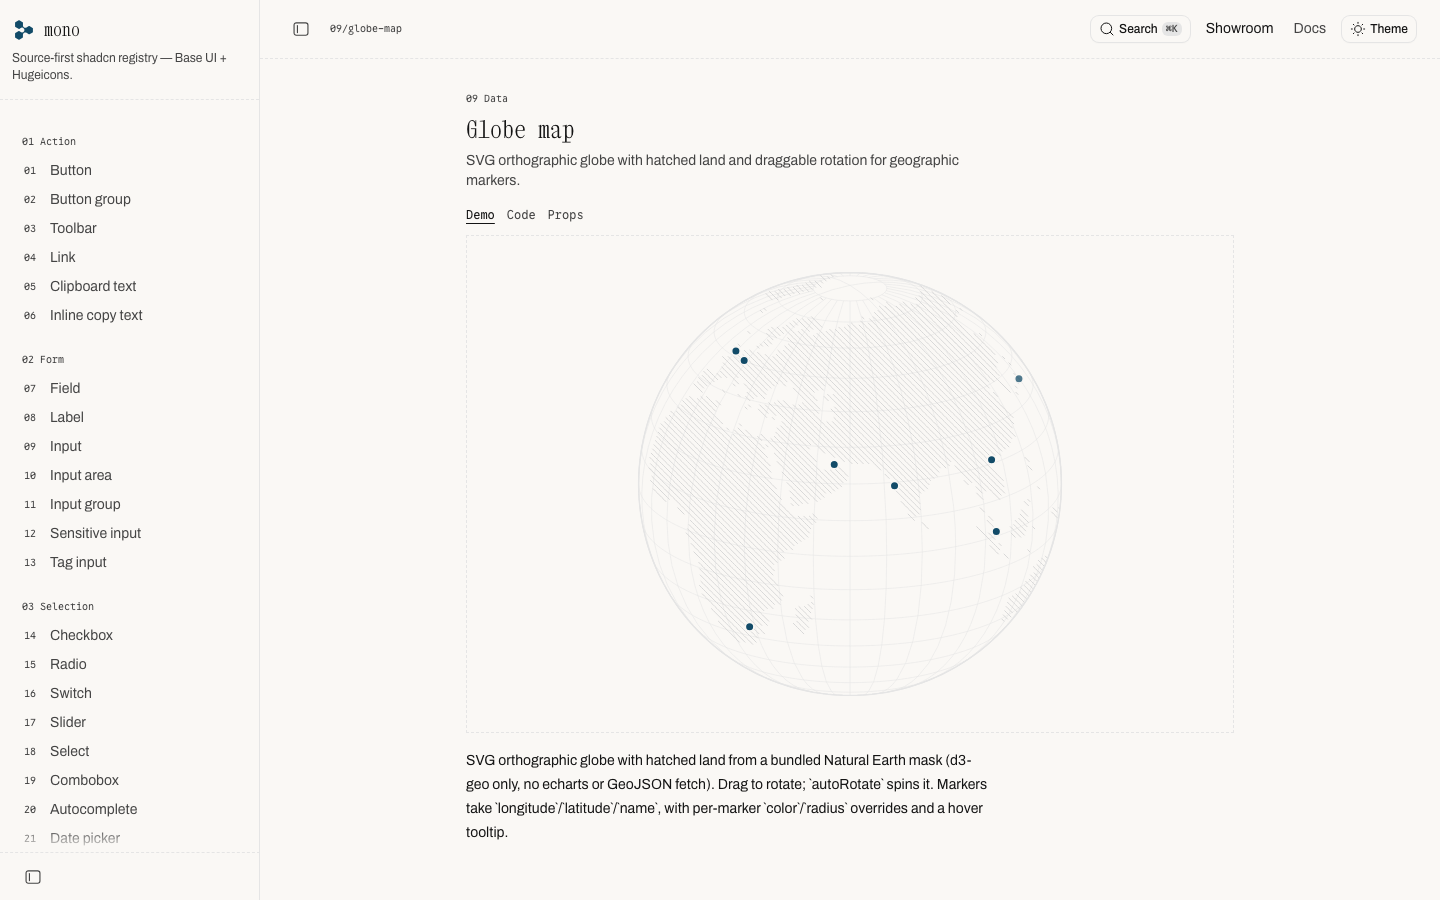 mono
Source-first shadcn registry — Base UI +
Hugeicons.
01 Action
01 Button
02 Button group
03 Toolbar
04 Link
05 Clipboard text
06 Inline copy text
02 Form
07 Field
08 Label
09 Input
10 Input area
11 Input group
12 Sensitive input
13 Tag input
03 Selection
14 Checkbox
15 Radio
16 Switch
17 Slider
18 Select
19 Combobox
20 Autocomplete
21 Date picker
09/globe-map
Search ⌘K
Showroom
Docs
Theme
09 Data
Globe map
SVG orthographic globe with hatched land and draggable rotation for geographic
markers.
Demo Code Props
SVG orthographic globe with hatched land from a bundled Natural Earth mask (d3-
geo only, no echarts or GeoJSON fetch). Drag to rotate; `autoRotate` spins it. Markers
take `longitude`/`latitude`/`name`, with per-marker `color`/`radius` overrides and a hover
tooltip.